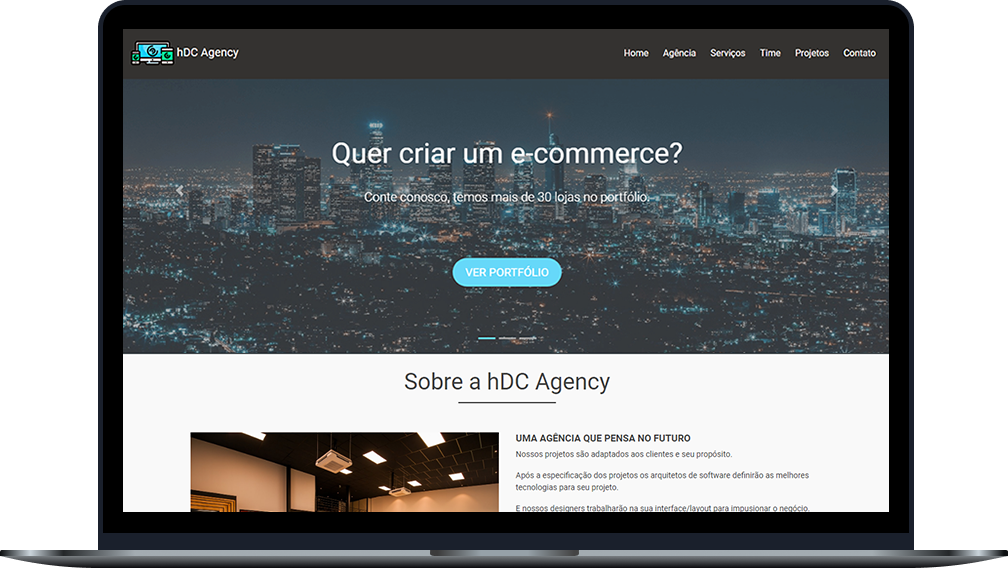 hDC Agency
Home Agência Serviços Time Projetos Contato
Quer criar um e-commerce?
Conte conosco, temos mais de 30 lojas no portfólio.
VER PORTFÓLIO
Sobre a hDC Agency
UMA AGÊNCIA QUE PENSA NO FUTURO
Nossos projetos são adaptados aos clientes e seu propósito.
Após a especificação dos projetos os arquitetos de software definirão as melhores
tecnologias para seu projeto.
E nossos designers trabalharão na sua interface/layout para impusionar o negócio.